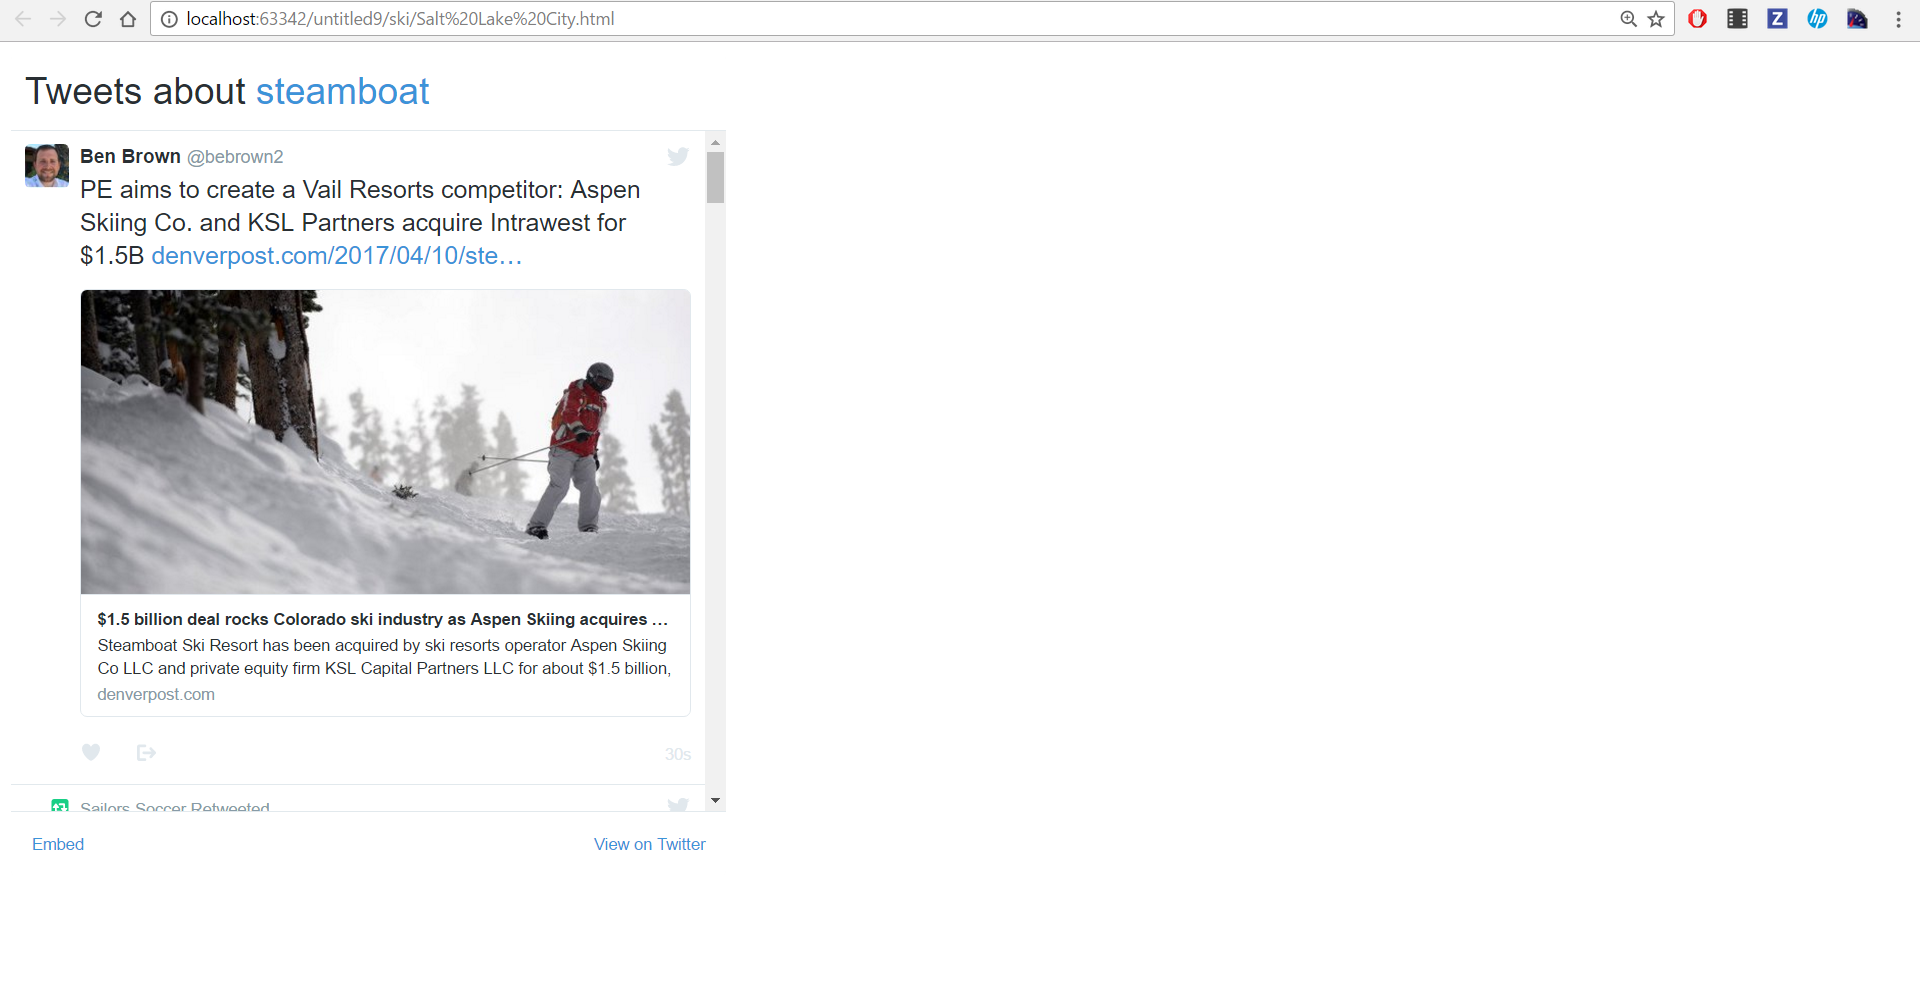 localhost:63342/untitled9/ski/Salt%20Lake%20City.html
Z
hp
Tweets about steamboat
Ben Brown @bebrown2
PE aims to create a Vail Resorts competitor: Aspen
Skiing Co. and KSL Partners acquire Intrawest for
$1.5B denverpost.com/2017/04/10/ste…
$1.5 billion deal rocks Colorado ski industry as Aspen Skiing acquires …
Steamboat Ski Resort has been acquired by ski resorts operator Aspen Skiing
Co LLC and private equity firm KSL Capital Partners LLC for about $1.5 billion,
denverpost.com
30s
Sailors Soccer Retweeted
Embed
View on Twitter